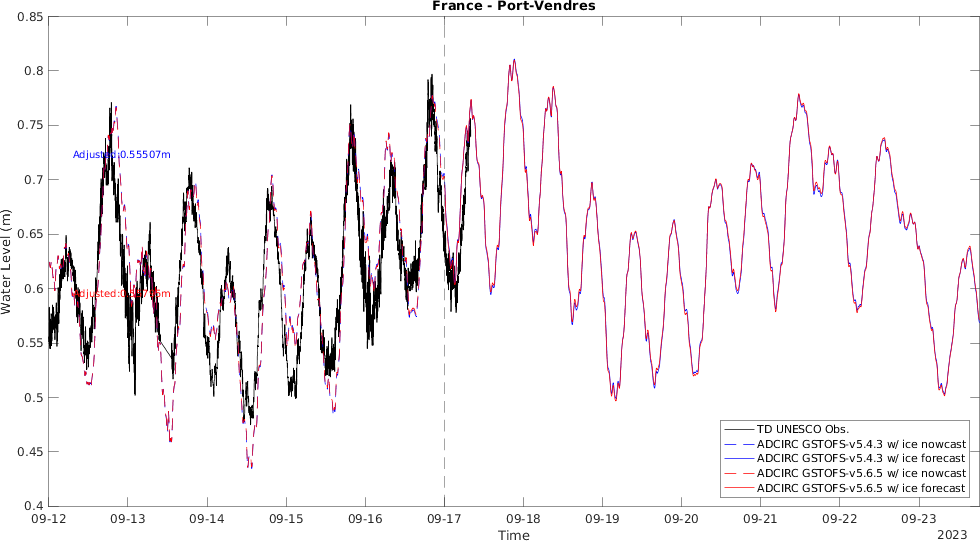 France - Port-Vendres
0.85
0.8
0.75
0.7
0.65
0.6
0.55
0.5
0.45
0.4
Water Level (m)
Adjusted:0.55507m
09-12
09-13
09-14
09-15
09-16
09-17
09-18
09-19
09-20
09-21
09-22
09-23
2023
Time
TD UNESCO Obs.
ADCIRC GSTOFS-v5.4.3 w/ ice nowcast
ADCIRC GSTOFS-v5.4.3 w/ ice forecast
ADCIRC GSTOFS-v5.6.5 w/ ice nowcast
ADCIRC GSTOFS-v5.6.5 w/ ice forecast